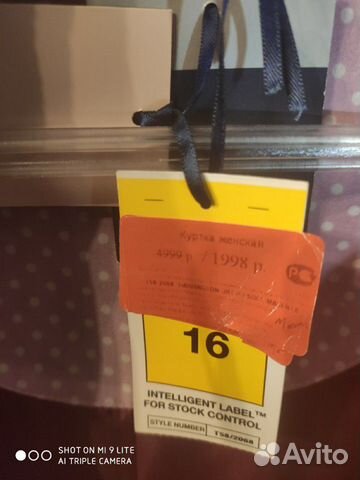 Куртка женская
4999 р. / 1998 р.
16
INTELLIGENT LABEL™
FOR STOCK CONTROL
STYLE NUMBER T58/2068
SHOT ON MI 9 LITE
AI TRIPLE CAMERA
Avito